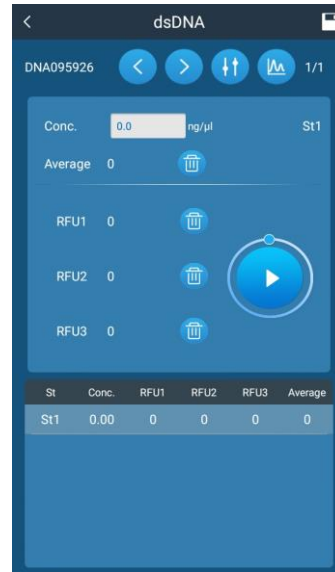 dsDNA
DNA095926 1/1
Conc. 0.0 ng/µl St1
Average 0
RFU1 0
RFU2 0
RFU3 0
St Conc. RFU1 RFU2 RFU3 Average
St1 0.00 0 0 0 0